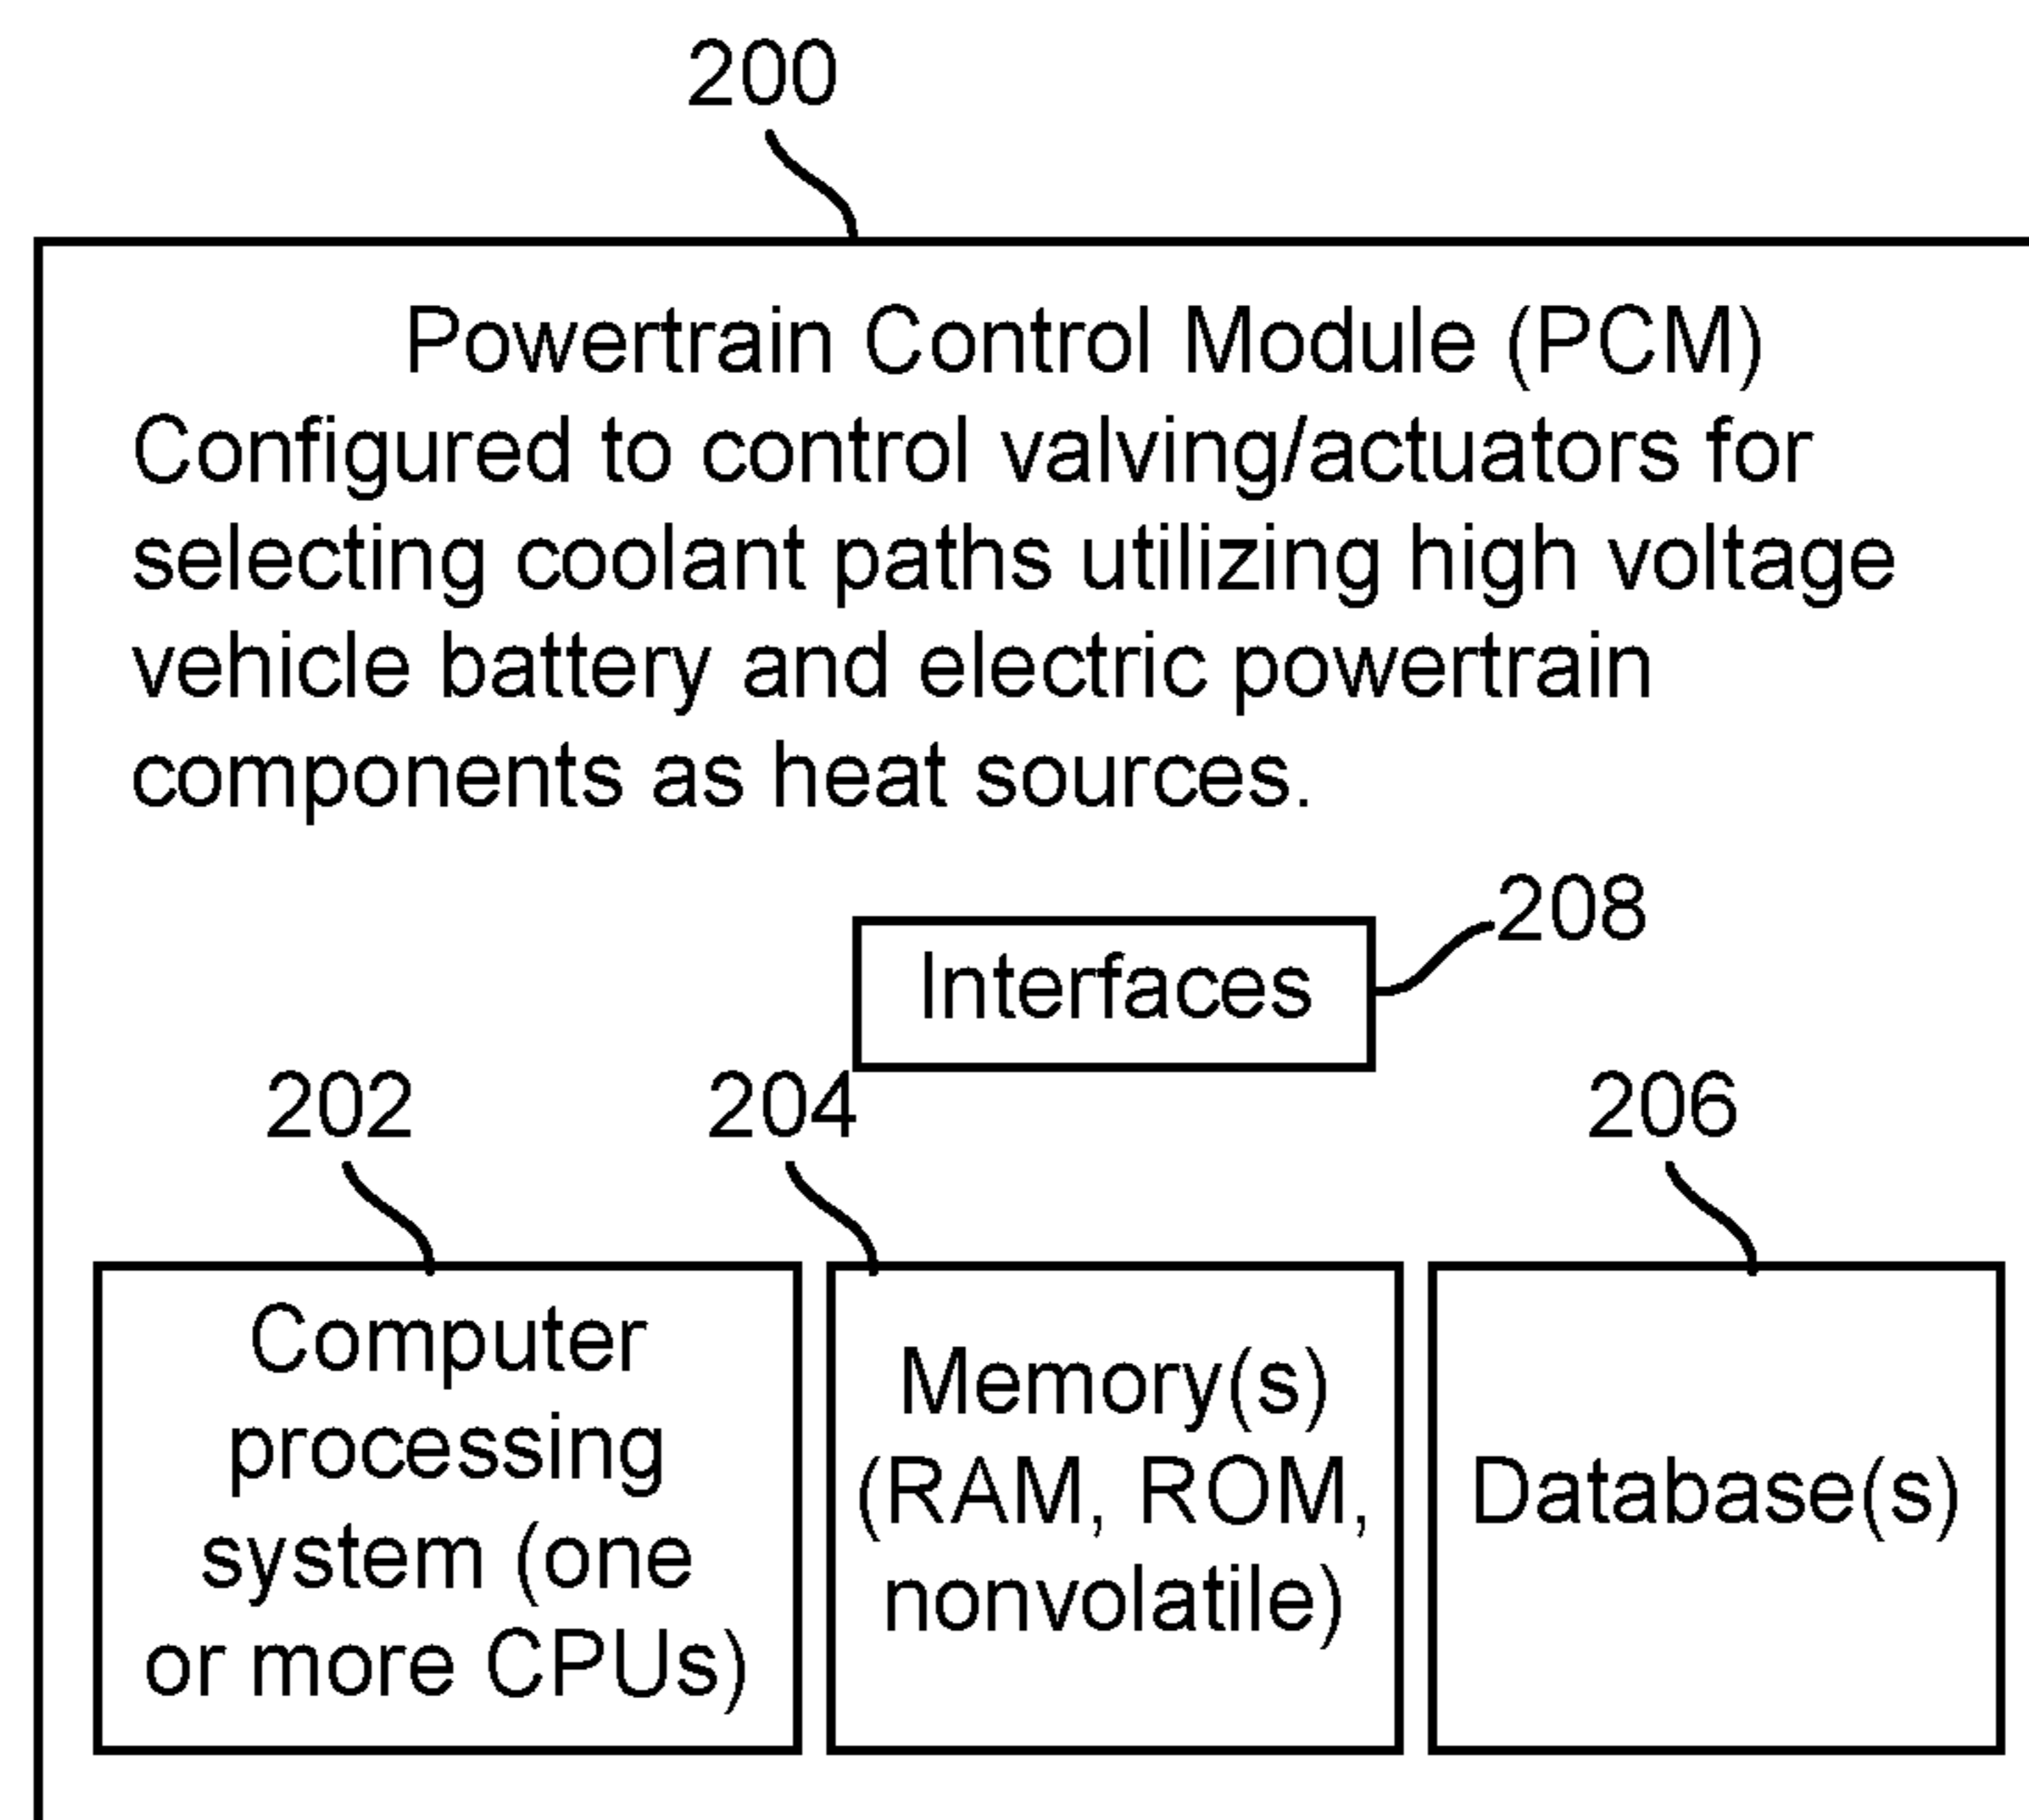 200
Powertrain Control Module (PCM)
Configured to control valving/actuators for
selecting coolant paths utilizing high voltage
vehicle battery and electric powertrain
components as heat sources.
208
Interfaces
202
204
206
Computer
processing
system (one
or more CPUs)
Memory(s)
(RAM, ROM,
nonvolatile)
Database(s)